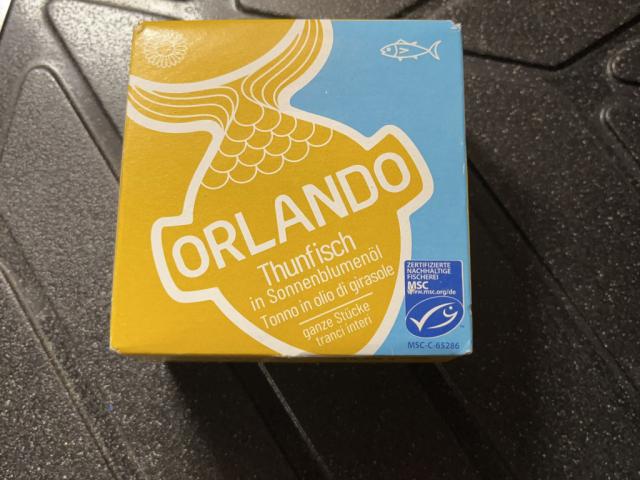 ORLANDO
Thunfisch
in Sonnenblumenöl
Tonno in olio di girasole
ganze Stücke
tranci interi
ZERTIFIZIERTE
NACHHALTIGE
FISCHEREI
MSC
www.msc.org/de
MSC-C-65286